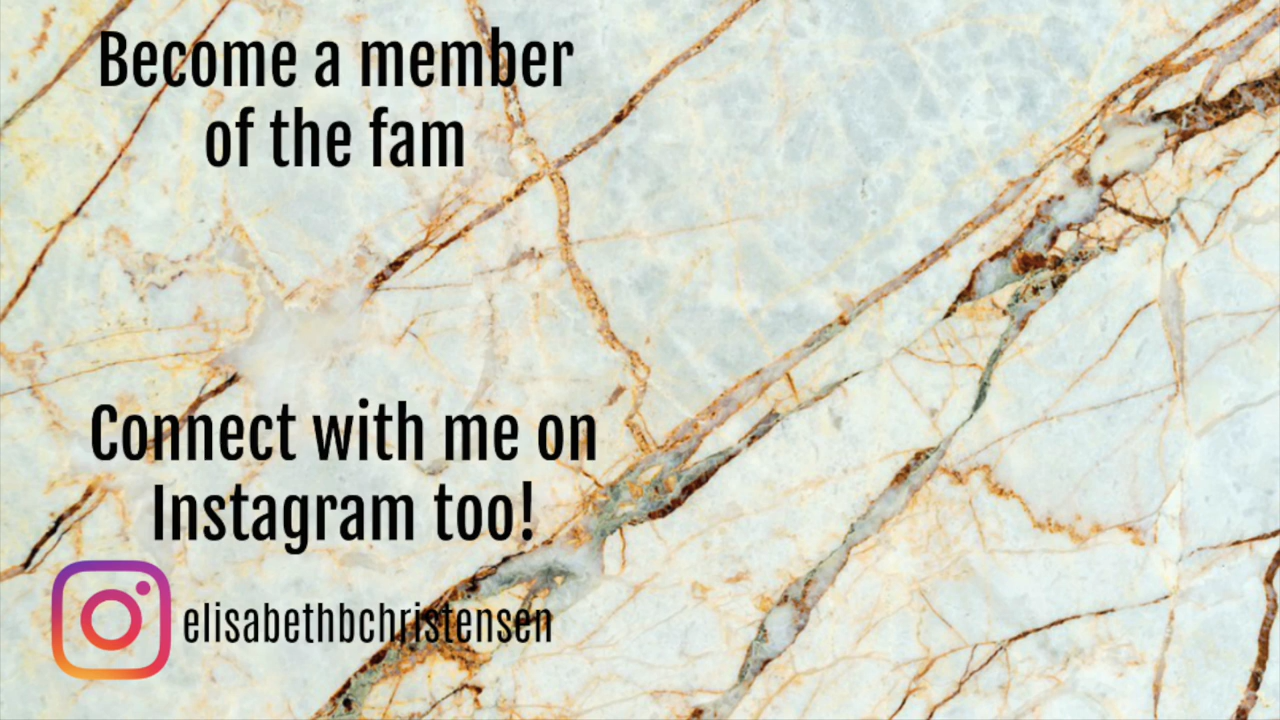 Become a member
of the fam
Connect with me on
Instagram too!
elisabethbchristensen